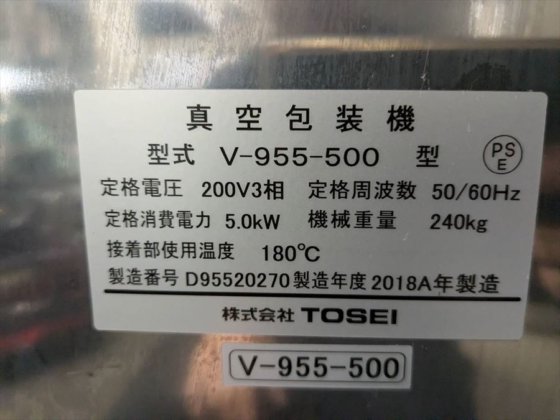 真空包装機
型式 V-955-500 型
PS
E
定格電圧 200V3相 定格周波数 50/60Hz
定格消費電力 5.0kW 機械重量 240kg
接着部使用温度 180℃
製造番号 D95520270 製造年度 2018A年製造
株式会社 TOSEI
V-955-500